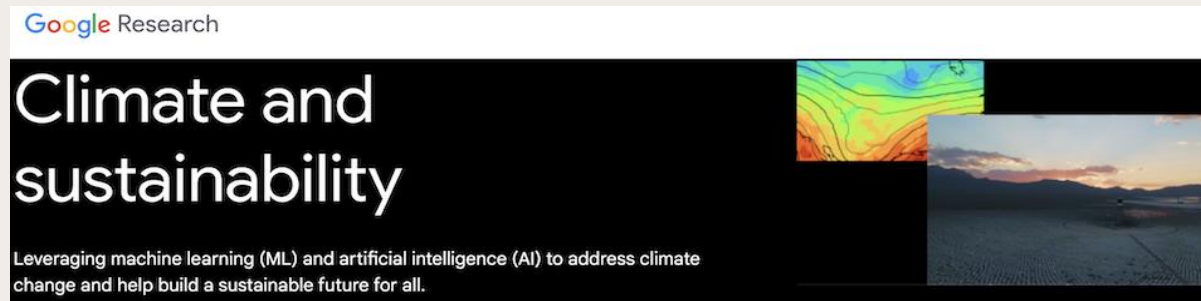 Google Research
Climate and
sustainability
Leveraging machine learning (ML) and artificial intelligence (AI) to address climate
change and help build a sustainable future for all.